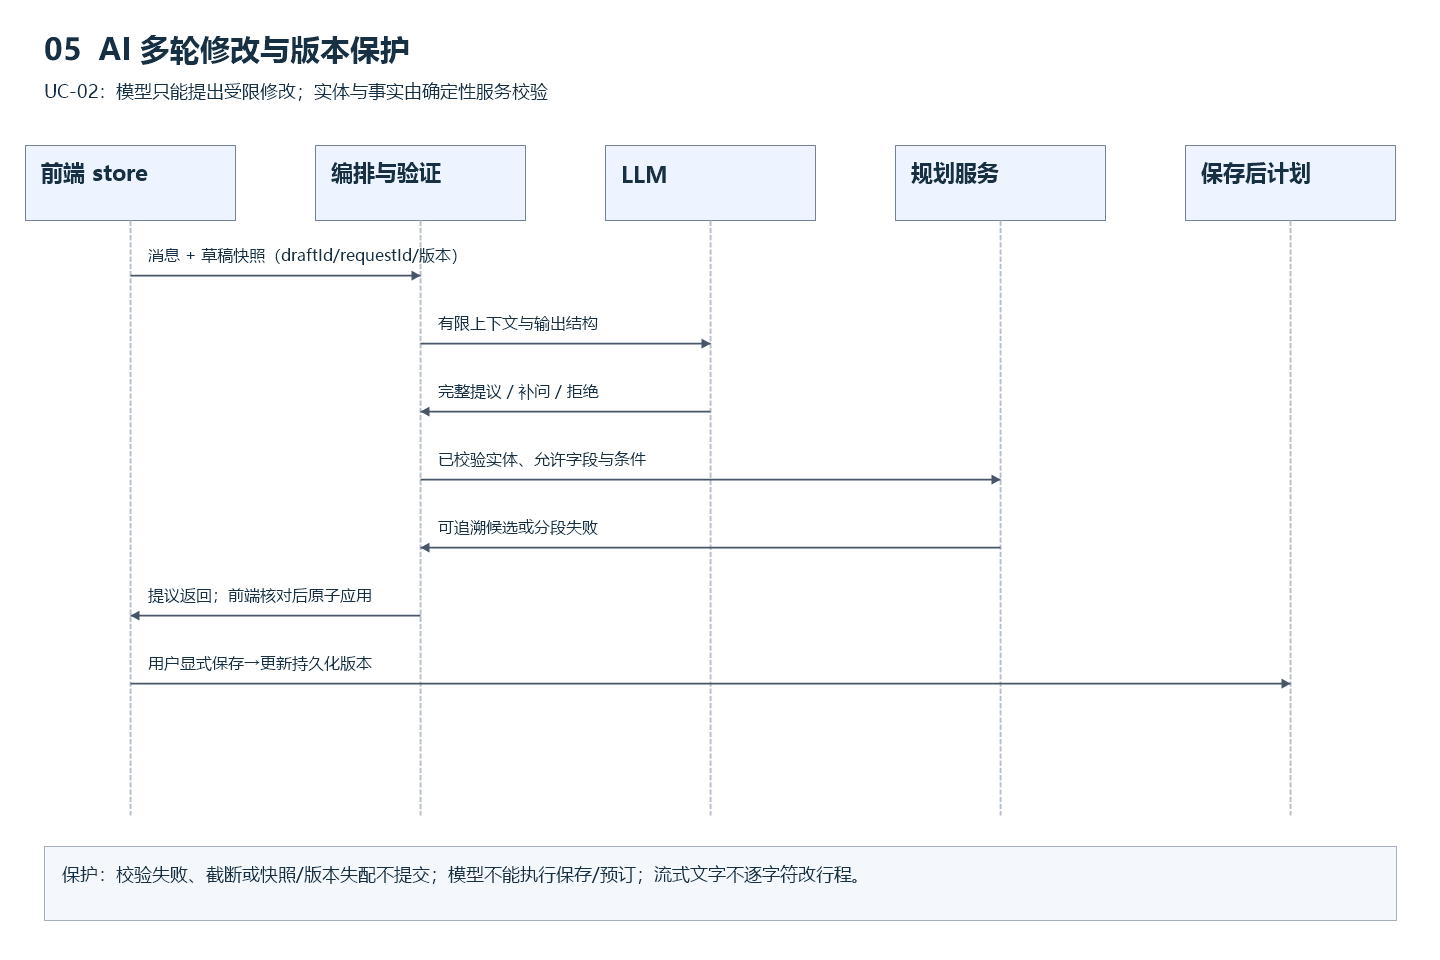 05 AI 多轮修改与版本保护
UC-02：模型只能提出受限修改；实体与事实由确定性服务校验
前端 store
编排与验证
LLM
规划服务
保存后计划
消息 + 草稿快照（draftId/requestId/版本）
有限上下文与输出结构
完整提议 / 补问 / 拒绝
已校验实体、允许字段与条件
可追溯候选或分段失败
提议返回；前端核对后原子应用
用户显式保存→更新持久化版本
保护：校验失败、截断或快照/版本失配不提交；模型不能执行保存/预订；流式文字不逐字符改行程。